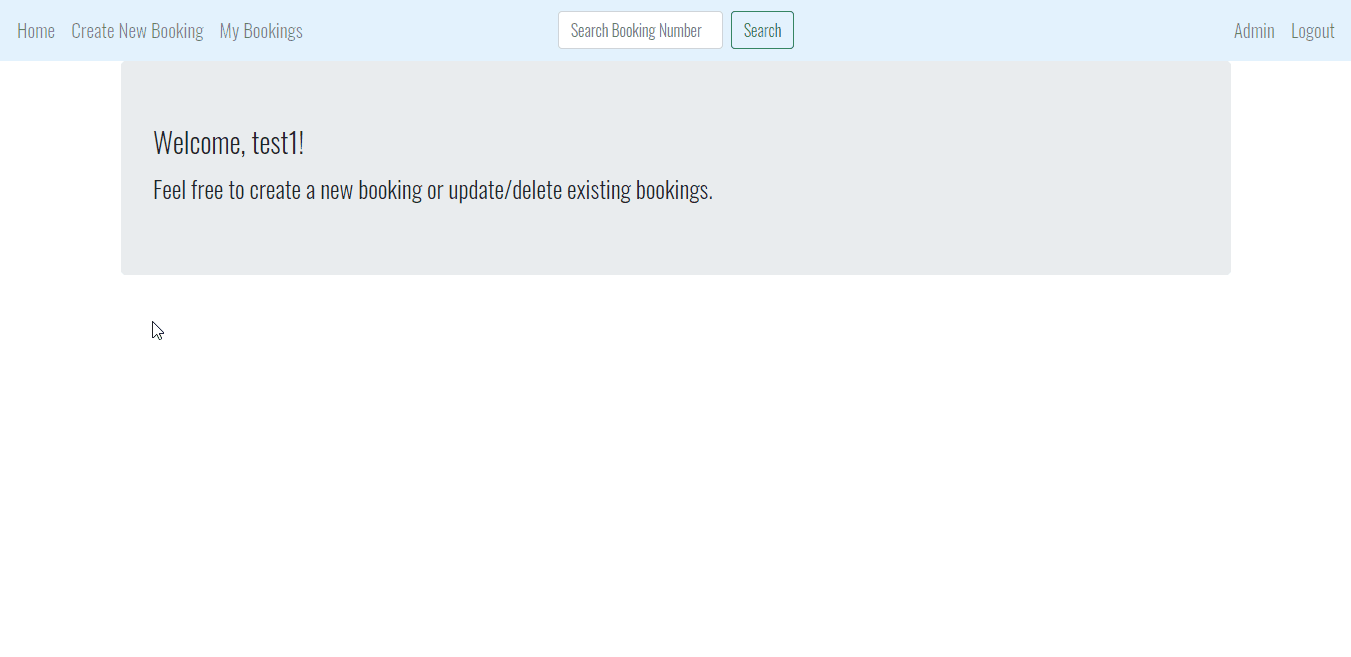 Home Create New Booking My Bookings Search Booking Number Search Admin Logout
Welcome, test1!
Feel free to create a new booking or update/delete existing bookings.